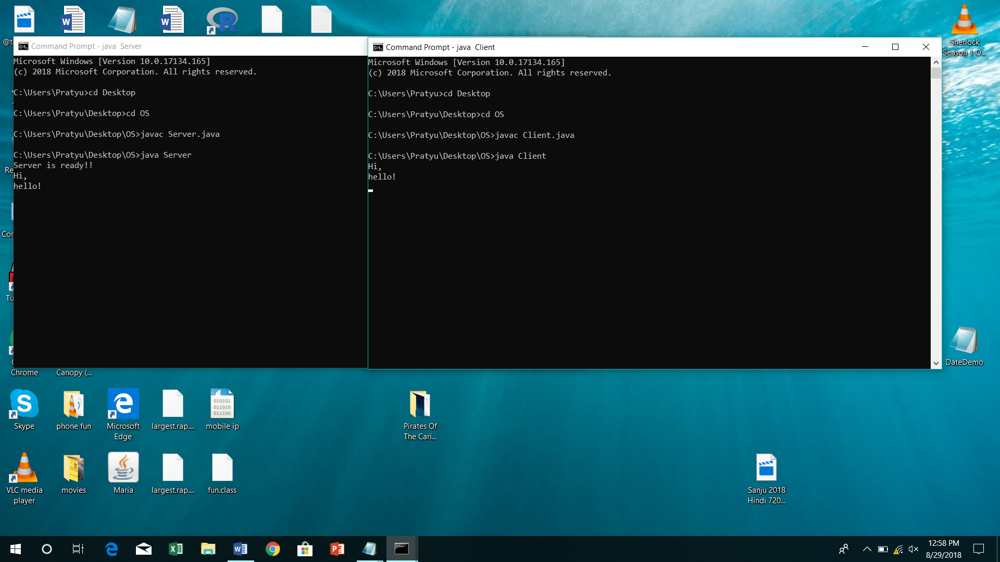 @t
Command Prompt - java  Server
Microsoft Windows [Version 10.0.17134.165]
(c) 2018 Microsoft Corporation. All rights reserved.
C:\Users\Pratyu>cd Desktop
C:\Users\Pratyu\Desktop>cd OS
C:\Users\Pratyu\Desktop\OS>javac Server.java
C:\Users\Pratyu\Desktop\OS>java Server
Server is ready!!
Hi,
hello!
Command Prompt - java  Client
Microsoft Windows [Version 10.0.17134.165]
(c) 2018 Microsoft Corporation. All rights reserved.
C:\Users\Pratyu>cd Desktop
C:\Users\Pratyu\Desktop>cd OS
C:\Users\Pratyu\Desktop\OS>javac Client.java
C:\Users\Pratyu\Desktop\OS>java Client
Hi,
hello!
Sherlock
Season 1 O...
DateDemo
Re
Tu
Chrome
Canopy (...
Skype
phone fun
Microsoft
Edge
largest.rap....
010101
011010
011100
mobile ip
Pirates Of
The Cari...
VLC media
player
movies
Maria
largest.rap....
fun.class
Sanju 2018
Hindi 720...
12:58 PM
8/29/2018